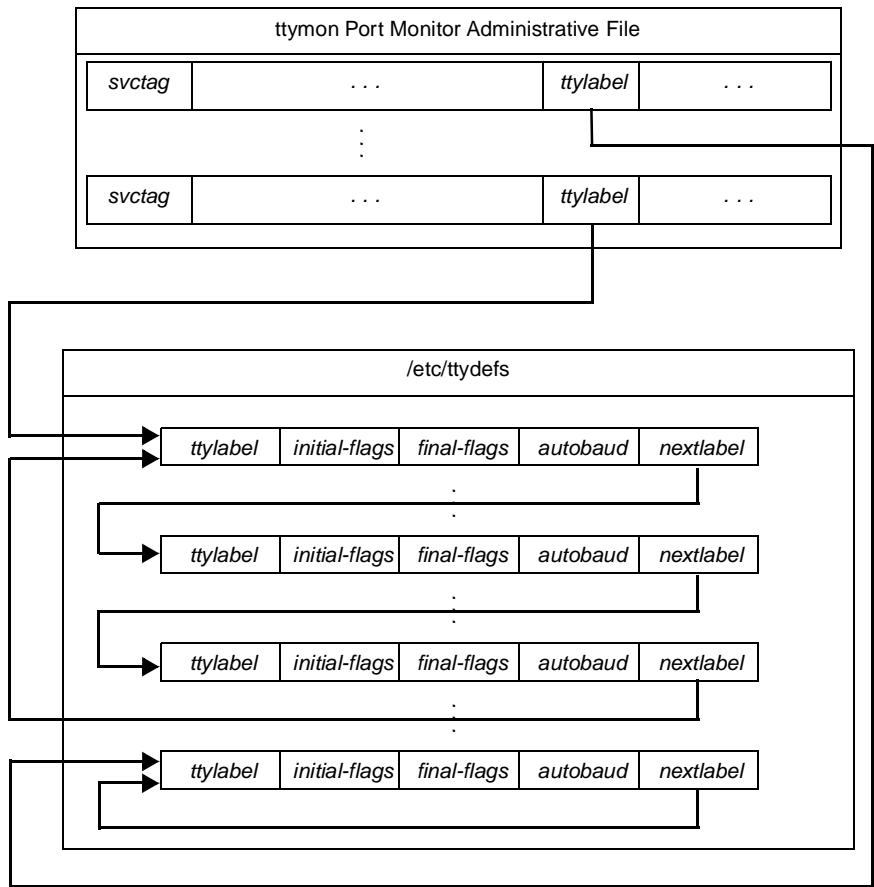 ttymon Port Monitor Administrative File
svctag . . . ttylabel . . .
. . .
svctag . . . ttylabel . . .
/etc/ttydefs
ttylabel initial-flags final-flags autobaud nextlabel
. . .
ttylabel initial-flags final-flags autobaud nextlabel
. . .
ttylabel initial-flags final-flags autobaud nextlabel
. . .
ttylabel initial-flags final-flags autobaud nextlabel